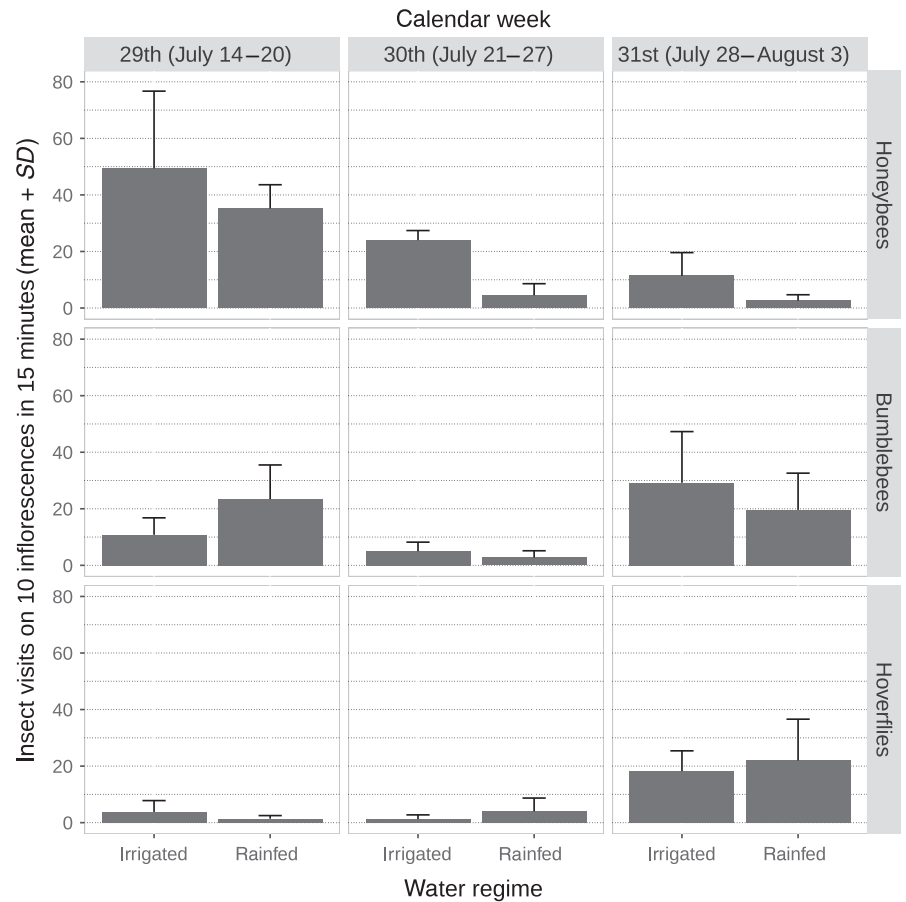 Calendar week
29th (July 14–20)
30th (July 21–27)
31st (July 28–August 3)
Insect visits on 10 inflorescences in 15 minutes (mean + SD)
80
60
40
20
0
Honeybees
80
60
40
20
0
Bumblebees
80
60
40
20
0
Hoverflies
Irrigated
Rainfed
Irrigated
Rainfed
Irrigated
Rainfed
Water regime